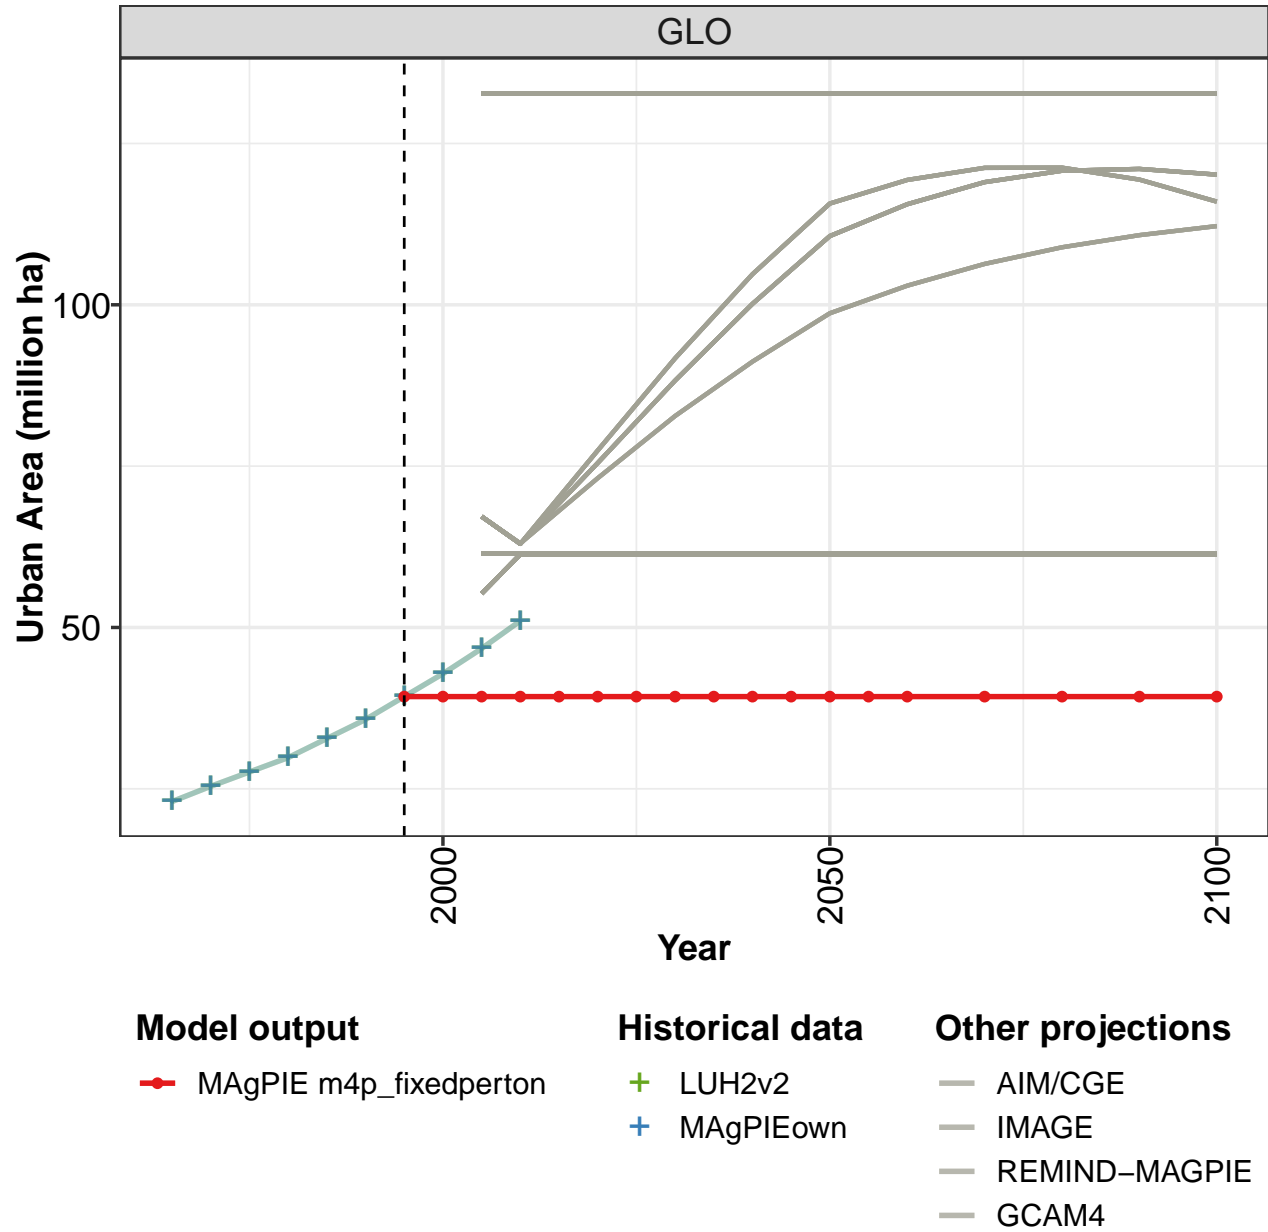 GLO
Urban Area (million ha)
100
50
2000
2050
2100
Year
Model output
MAgPIE m4p_fixedperton
Historical data
LUH2v2
MAgPIEown
Other projections
AIM/CGE
IMAGE
REMIND−MAGPIE
GCAM4